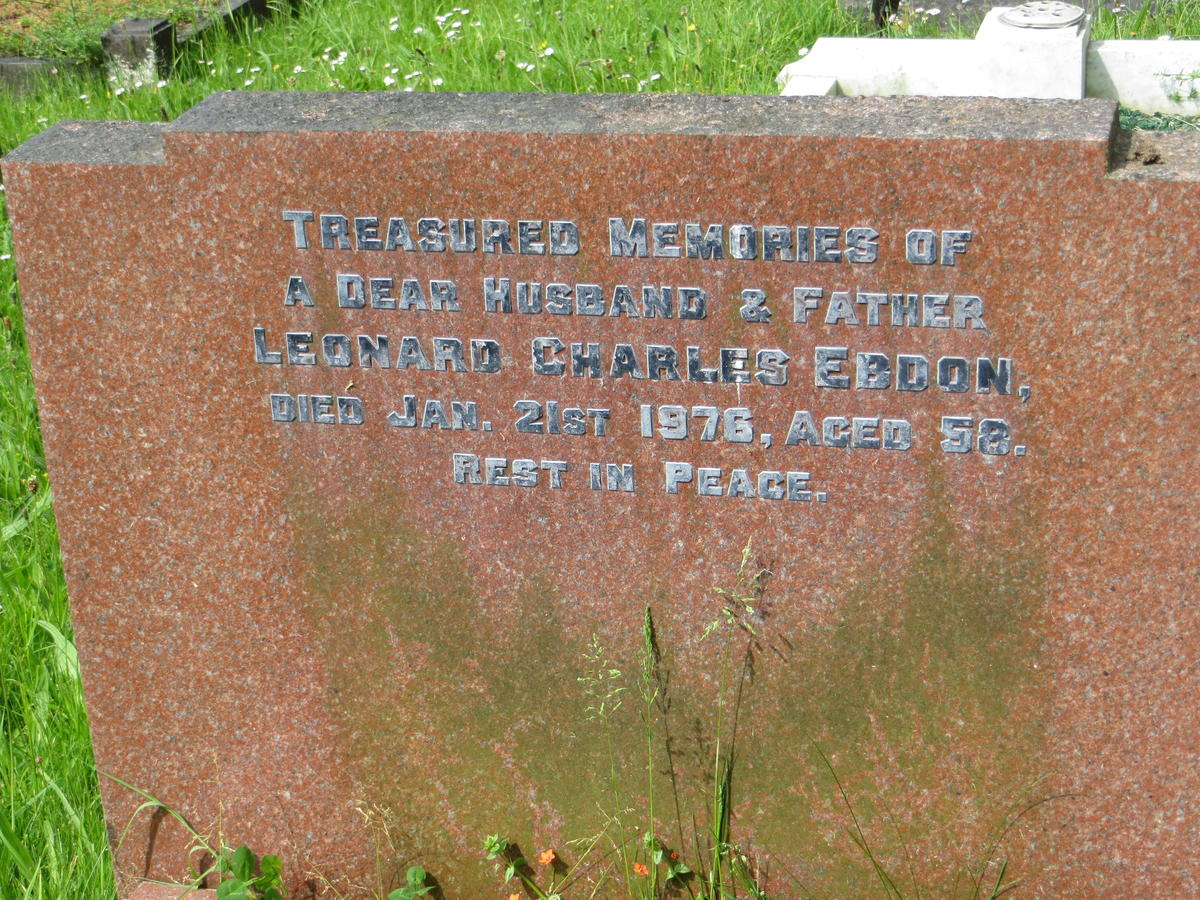 Treasured Memories of
a Dear Husband & Father
Leonard Charles Ebdon,
died Jan. 21st 1976, aged 58.
Rest in Peace.